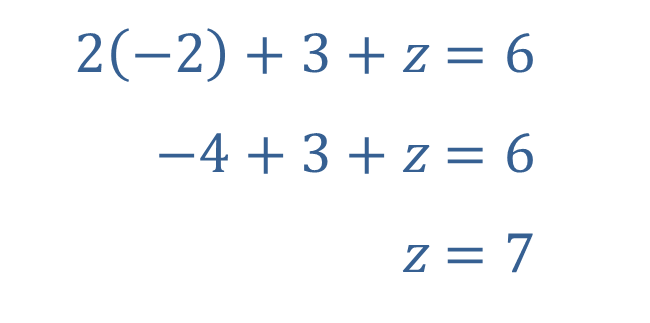 2(−2) + 3 + z = 6
−4 + 3 + z = 6
z = 7